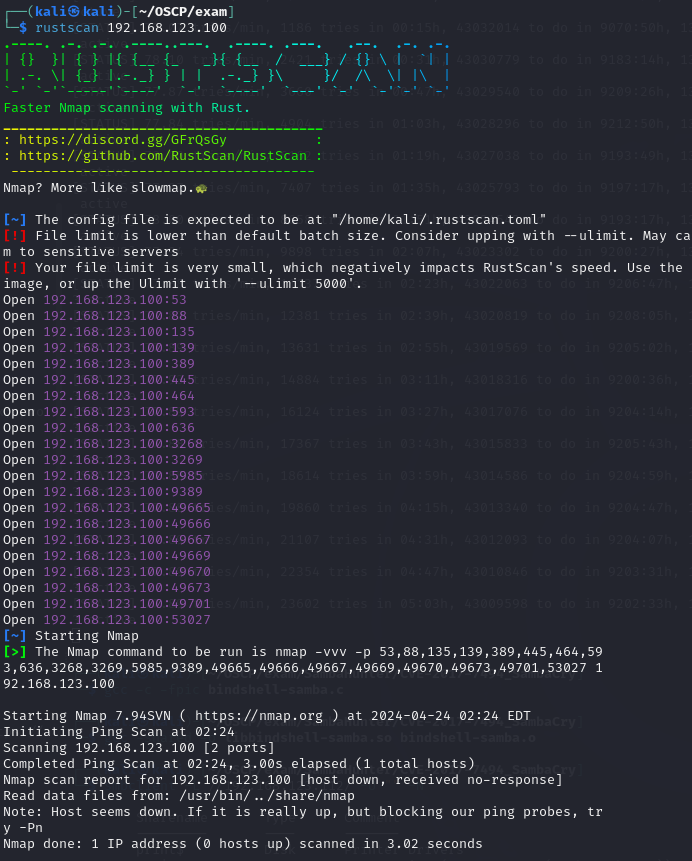 ┌──(kali㉿kali)-[~/OSCP/exam]
└─$ rustscan 192.168.123.100
.----. .-. .-. .----..---.  .----. .---.   .--.  .-. .-.
| {}  }| { } |{ {__ {_   _}{ {__  /  ___} / {} \ |  `| |
| .-. \| {_} |.-._} } | |  .-._} }\     }/  /\  \| |\  |
`-' `-'`-----'`----'  `-'  `----'  `---' `-'  `-'`-' `-'
Faster Nmap scanning with Rust.
________________________________________
: https://discord.gg/GFrQsGy           :
: https://github.com/RustScan/RustScan :
 --------------------------------------
Nmap? More like slowmap.🐢
[~] The config file is expected to be at "/home/kali/.rustscan.toml"
[!] File limit is lower than default batch size. Consider upping with --ulimit. May ca
m to sensitive servers
[!] Your file limit is very small, which negatively impacts RustScan's speed. Use the
image, or up the Ulimit with '--ulimit 5000'.
Open 192.168.123.100:53
Open 192.168.123.100:88
Open 192.168.123.100:135
Open 192.168.123.100:139
Open 192.168.123.100:389
Open 192.168.123.100:445
Open 192.168.123.100:464
Open 192.168.123.100:593
Open 192.168.123.100:636
Open 192.168.123.100:3268
Open 192.168.123.100:3269
Open 192.168.123.100:5985
Open 192.168.123.100:9389
Open 192.168.123.100:49665
Open 192.168.123.100:49666
Open 192.168.123.100:49667
Open 192.168.123.100:49669
Open 192.168.123.100:49670
Open 192.168.123.100:49673
Open 192.168.123.100:49701
Open 192.168.123.100:53027
[~] Starting Nmap
[>] The Nmap command to be run is nmap -vvv -p 53,88,135,139,389,445,464,59
3,636,3268,3269,5985,9389,49665,49666,49667,49669,49670,49673,49701,53027 1
92.168.123.100
Starting Nmap 7.94SVN ( https://nmap.org ) at 2024-04-24 02:24 EDT
Initiating Ping Scan at 02:24
Scanning 192.168.123.100 [2 ports]
Completed Ping Scan at 02:24, 3.00s elapsed (1 total hosts)
Nmap scan report for 192.168.123.100 [host down, received no-response]
Read data files from: /usr/bin/../share/nmap
Note: Host seems down. If it is really up, but blocking our ping probes, tr
y -Pn
Nmap done: 1 IP address (0 hosts up) scanned in 3.02 seconds